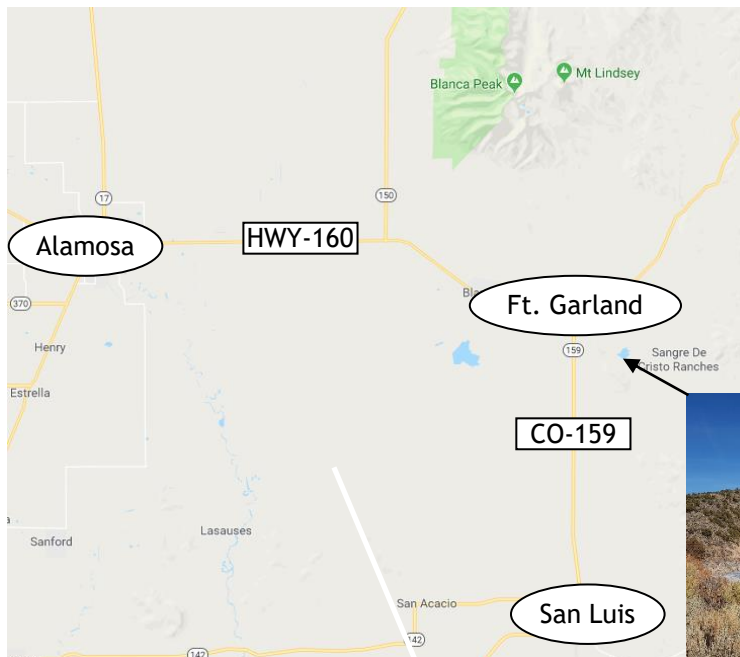 Blanca Peak
Mt Lindsey
17
150
Alamosa
HWY-160
Ft. Garland
370
159
Henry
Sangre De
Cristo Ranches
Estrella
CO-159
Lasauses
Sanford
San Acacio
San Luis
142
142